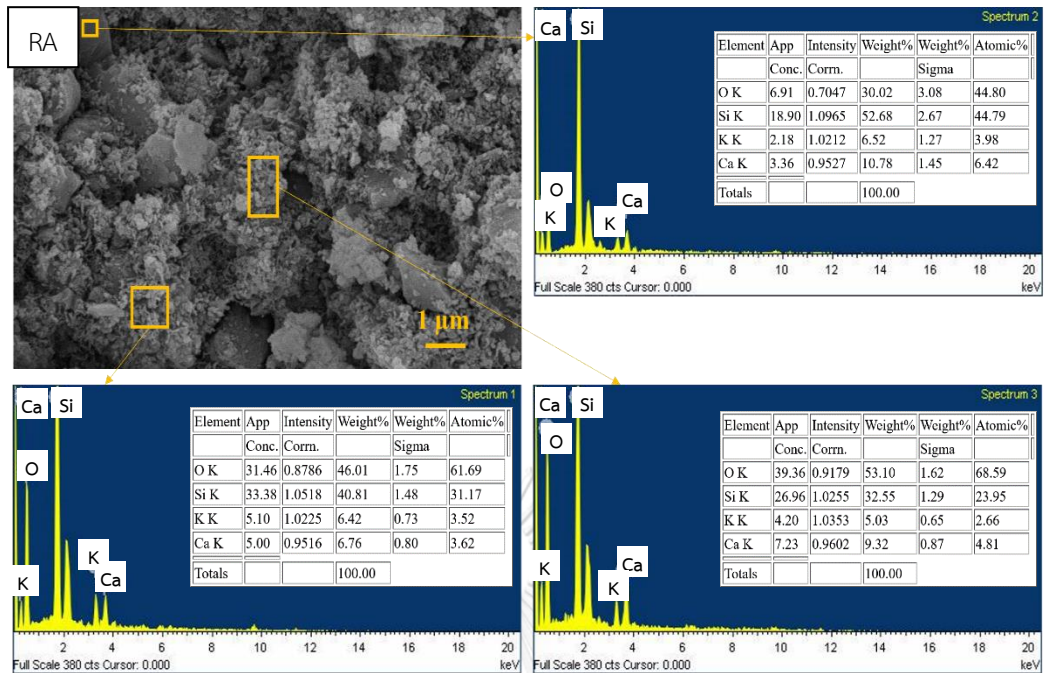 RA
1 µm
Spectrum 2
Ca Si
Element App Intensity Weight% Weight% Atomic%
Conc. Corrn. Sigma
O K 6.91 0.7047 30.02 3.08 44.80
Si K 18.90 1.0965 52.68 2.67 44.79
K K 2.18 1.0212 6.52 1.27 3.98
Ca K 3.36 0.9527 10.78 1.45 6.42
Totals 100.00
O
K K Ca
2 4 6 8 10 12 14 16 18 20
Full Scale 380 cts Cursor: 0.000 keV
Spectrum 1
Ca Si
Element App Intensity Weight% Weight% Atomic%
Conc. Corrn. Sigma
O K 31.46 0.8786 46.01 1.75 61.69
Si K 33.38 1.0518 40.81 1.48 31.17
K K 5.10 1.0225 6.42 0.73 3.52
Ca K 5.00 0.9516 6.76 0.80 3.62
Totals 100.00
O
K K Ca
2 4 6 8 10 12 14 16 18 20
Full Scale 380 cts Cursor: 0.000 keV
Spectrum 3
Ca Si
Element App Intensity Weight% Weight% Atomic%
Conc. Corrn. Sigma
O K 39.36 0.9179 53.10 1.62 68.59
Si K 26.96 1.0255 32.55 1.29 23.95
K K 4.20 1.0353 5.03 0.65 2.66
Ca K 7.23 0.9602 9.32 0.87 4.81
Totals 100.00
O
K K Ca
2 4 6 8 10 12 14 16 18 20
Full Scale 380 cts Cursor: 0.000 keV